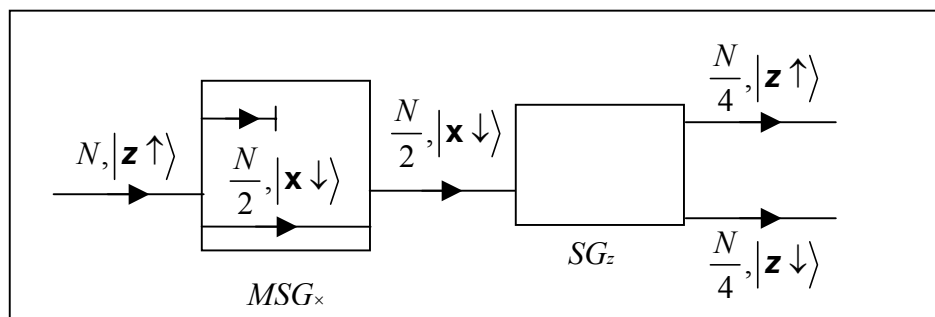 N,|z ↑⟩
N/2,|x ↓⟩
N/2,|x ↓⟩
N/4,|z ↑⟩
N/4,|z ↓⟩
MSG×
SGz